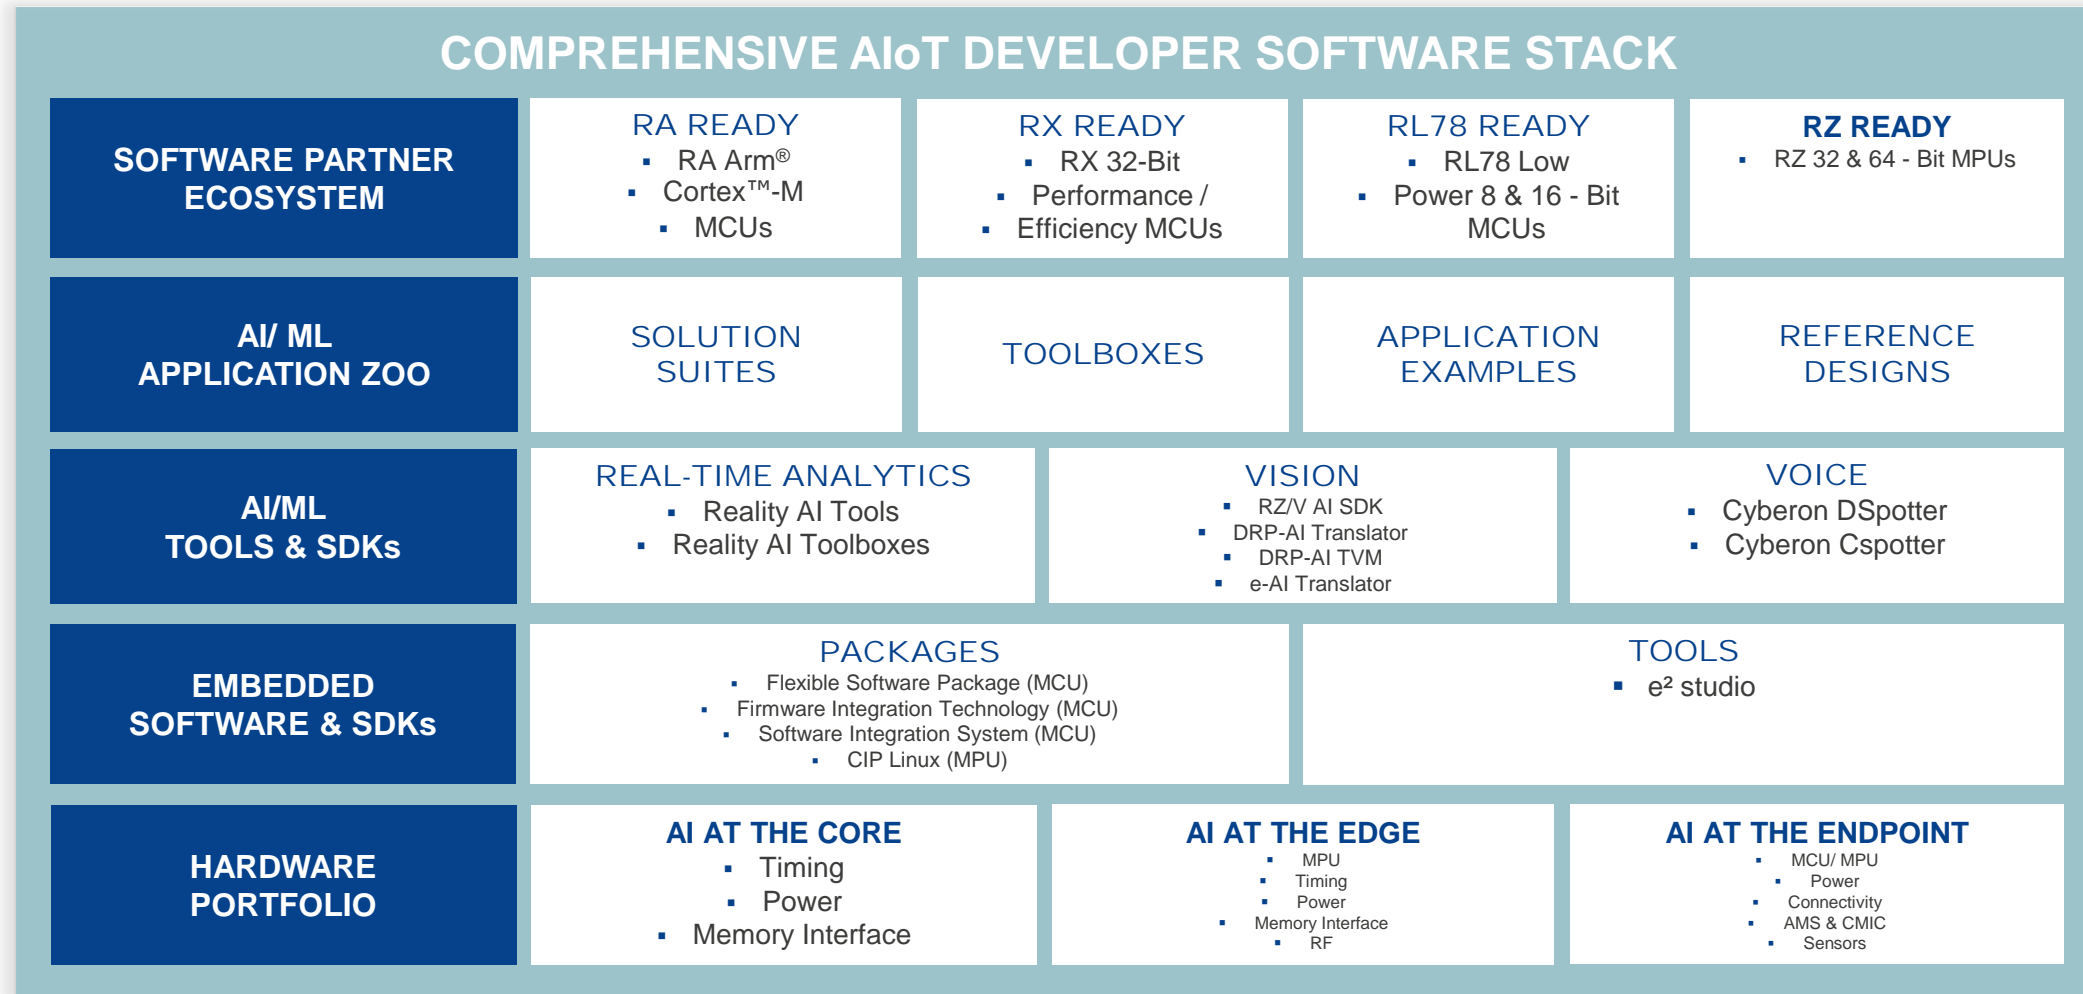 COMPREHENSIVE AIoT DEVELOPER SOFTWARE STACK
SOFTWARE PARTNER
ECOSYSTEM
RA READY
▪ RA Arm®
▪ Cortex™-M
▪ MCUs
RX READY
▪ RX 32-Bit
▪ Performance /
▪ Efficiency MCUs
RL78 READY
▪ RL78 Low
▪ Power 8 & 16 - Bit
MCUs
RZ READY
▪ RZ 32 & 64 - Bit MPUs
AI/ ML
APPLICATION ZOO
SOLUTION
SUITES
TOOLBOXES
APPLICATION
EXAMPLES
REFERENCE
DESIGNS
AI/ML
TOOLS & SDKs
REAL-TIME ANALYTICS
▪ Reality AI Tools
▪ Reality AI Toolboxes
VISION
▪ RZ/V AI SDK
▪ DRP-AI Translator
▪ DRP-AI TVM
▪ e-AI Translator
VOICE
▪ Cyberon DSpotter
▪ Cyberon Cspotter
EMBEDDED
SOFTWARE & SDKs
PACKAGES
▪ Flexible Software Package (MCU)
▪ Firmware Integration Technology (MCU)
▪ Software Integration System (MCU)
▪ CIP Linux (MPU)
TOOLS
▪ e² studio
HARDWARE
PORTFOLIO
AI AT THE CORE
▪ Timing
▪ Power
▪ Memory Interface
AI AT THE EDGE
▪ MPU
▪ Timing
▪ Power
▪ Memory Interface
▪ RF
AI AT THE ENDPOINT
▪ MCU/ MPU
▪ Power
▪ Connectivity
▪ AMS & CMIC
▪ Sensors